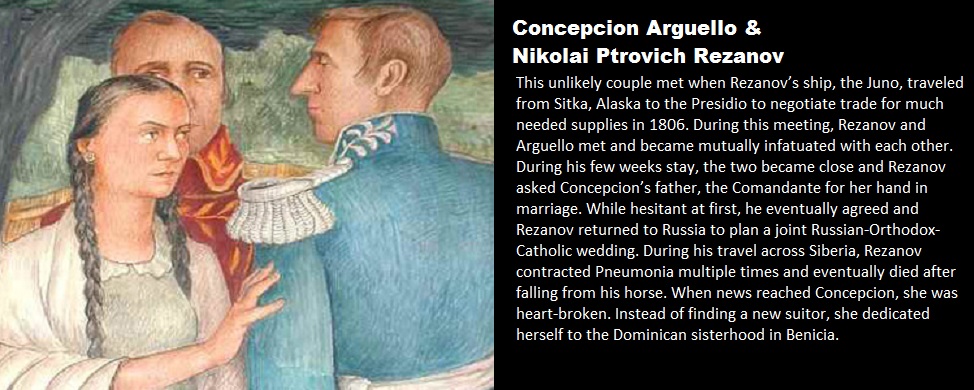 Concepcion Arguello &
Nikolai Ptrovich Rezanov
This unlikely couple met when Rezanov's ship, the Juno, traveled
from Sitka, Alaska to the Presidio to negotiate trade for much
needed supplies in 1806. During this meeting, Rezanov and
Arguello met and became mutually infatuated with each other.
During his few weeks stay, the two became close and Rezanov
asked Concepcion's father, the Comandante for her hand in
marriage. While hesitant at first, he eventually agreed and
Rezanov returned to Russia to plan a joint Russian-Orthodox-
Catholic wedding. During his travel across Siberia, Rezanov
contracted Pneumonia multiple times and eventually died after
falling from his horse. When news reached Concepcion, she was
heart-broken. Instead of finding a new suitor, she dedicated
herself to the Dominican sisterhood in Benicia.